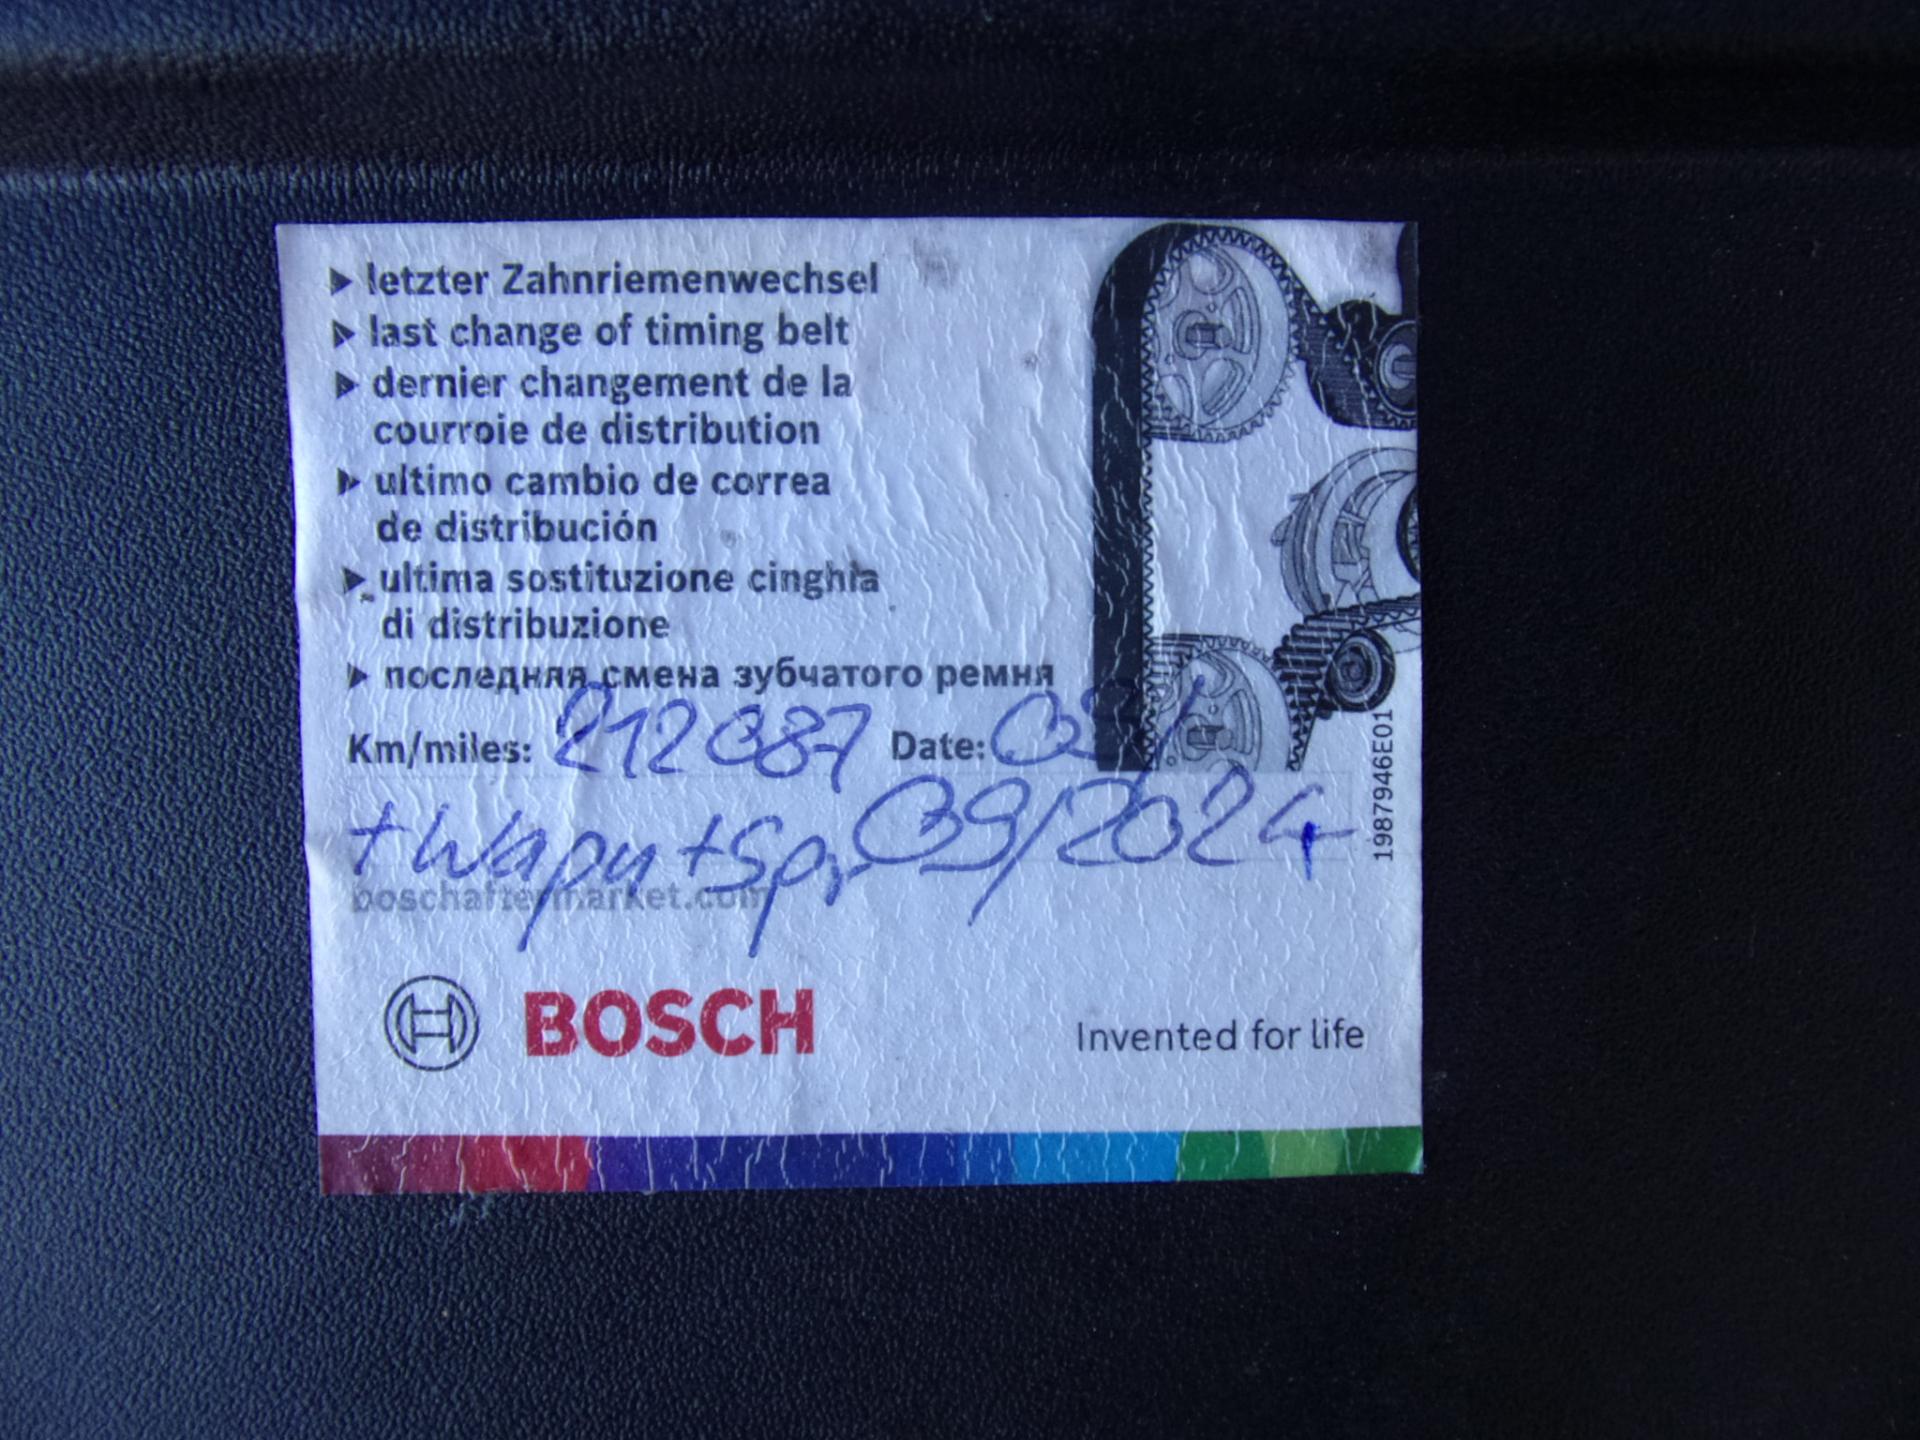 letzter Zahnriemenwechsel
last change of timing belt
dernier changement de la
courroie de distribution
ultimo cambio de correa
de distribución
ultima sostituzione cinghia
di distribuzione
последняя смена зубчатого ремня
Km/miles: 212087 Date:
+ Wapu + Spr 09/2024
boschaftermarket.com
BOSCH
Invented for life
1987946E01